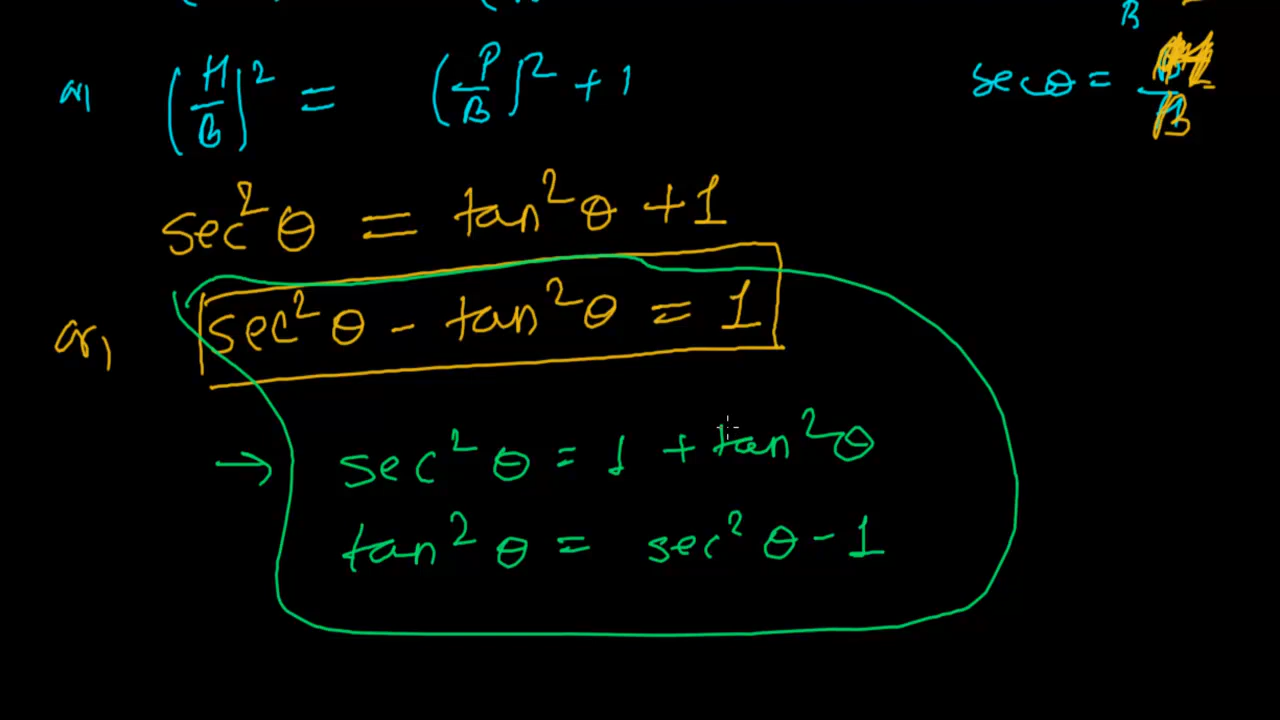 or, (H/B)² = (P/B)² + 1
B
secθ = H/B
sec²θ = tan²θ + 1
or, sec²θ - tan²θ = 1
→ sec²θ = 1 + tan²θ
tan²θ = sec²θ - 1